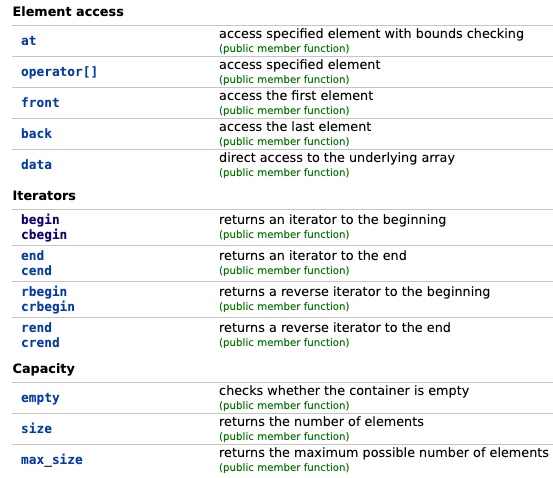 Element access
at
access specified element with bounds checking
(public member function)
operator[]
access specified element
(public member function)
front
access the first element
(public member function)
back
access the last element
(public member function)
data
direct access to the underlying array
(public member function)
Iterators
begin
cbegin
returns an iterator to the beginning
(public member function)
end
cend
returns an iterator to the end
(public member function)
rbegin
crbegin
returns a reverse iterator to the beginning
(public member function)
rend
crend
returns a reverse iterator to the end
(public member function)
Capacity
empty
checks whether the container is empty
(public member function)
size
returns the number of elements
(public member function)
max_size
returns the maximum possible number of elements
(public member function)